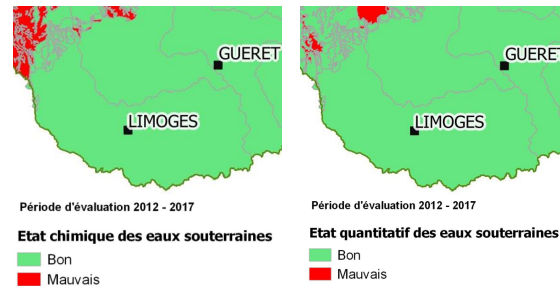 GUERET
LIMOGES
Période d'évaluation 2012 - 2017
Etat chimique des eaux souterraines
Bon
Mauvais
GUERET
LIMOGES
Période d'évaluation 2012 - 2017
Etat quantitatif des eaux souterraines
Bon
Mauvais